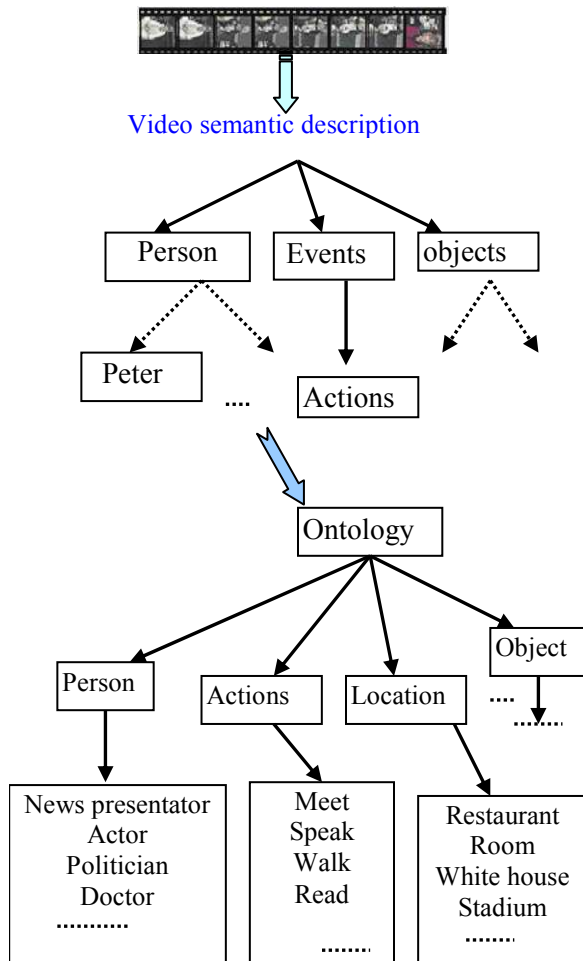 Video semantic description
Person
Events
objects
Peter
....
Actions
Ontology
Person
Actions
Location
Object
....
.........
News presentator
Actor
Politician
Doctor
............
Meet
Speak
Walk
Read
........
Restaurant
Room
White house
Stadium
........